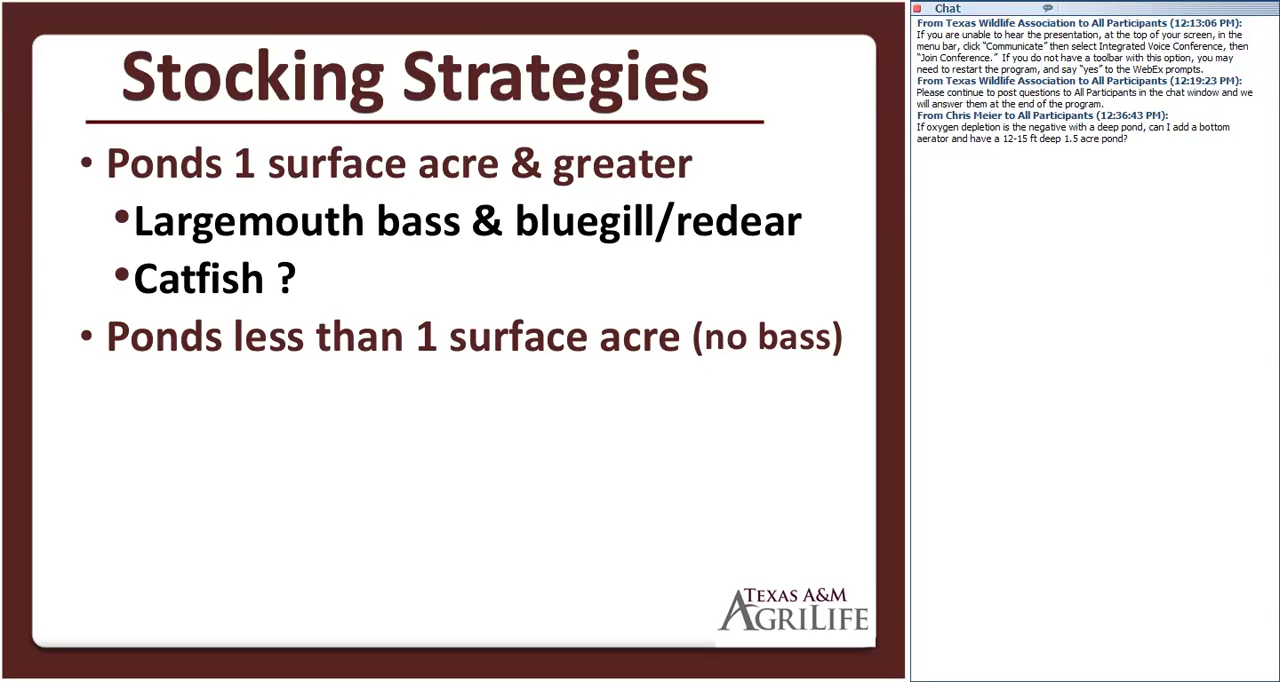 Stocking Strategies
• Ponds 1 surface acre & greater
•Largemouth bass & bluegill/redear
•Catfish ?
• Ponds less than 1 surface acre (no bass)
TEXAS A&M
AGRILIFE
Chat
From Texas Wildlife Association to All Participants (12:13:06 PM):
If you are unable to hear the presentation, at the top of your screen, in the
menu bar, click “Communicate” then select Integrated Voice Conference, then
“Join Conference.” If you do not have a toolbar with this option, you may
need to restart the program, and say “yes” to the WebEx prompts.
From Texas Wildlife Association to All Participants (12:19:23 PM):
Please continue to post questions to All Participants in the chat window and we
will answer them at the end of the program.
From Chris Meier to All Participants (12:36:43 PM):
If oxygen depletion is the negative with a deep pond, can I add a bottom
aerator and have a 12-15 ft deep 1.5 acre pond?